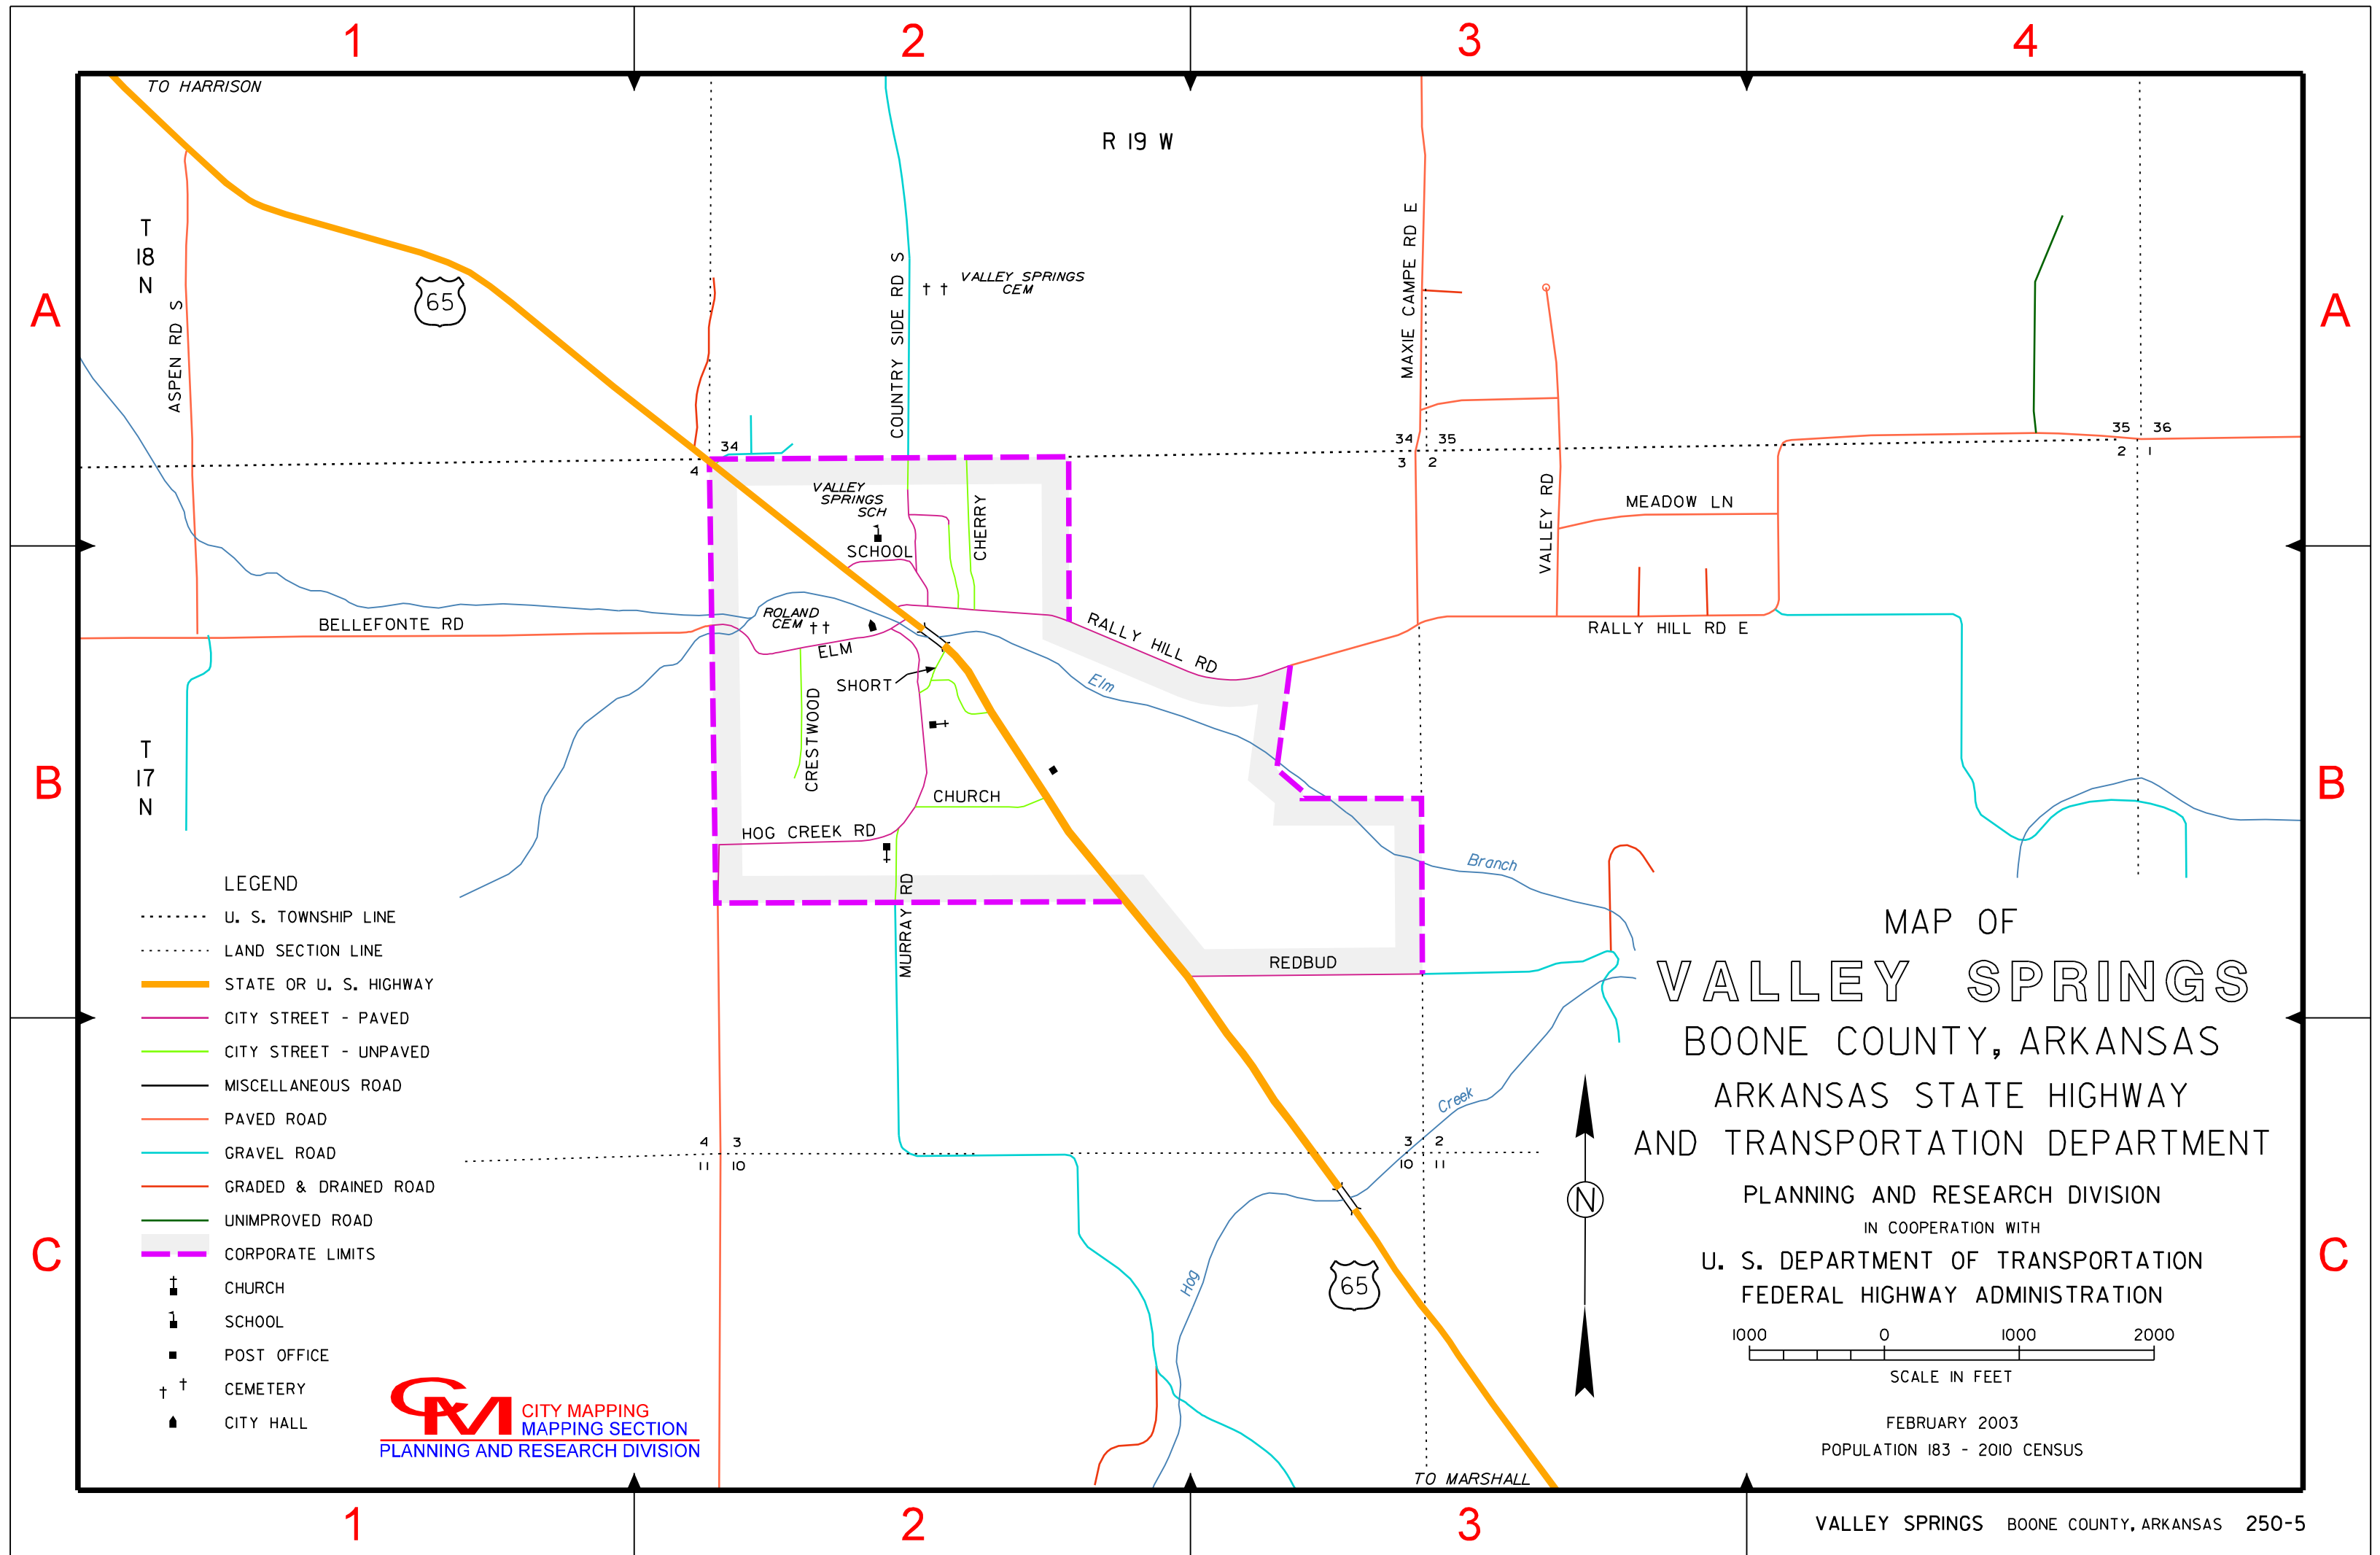 1 2 3 4
TO HARRISON
R 19 W
T
18
N
A
A
65
ASPEN RD S
COUNTRY SIDE RD S
VALLEY SPRINGS
CEM
MAXIE CAMPE RD E
34
4
34 35
3 2
35 36
2 1
VALLEY
SPRINGS
SCH
SCHOOL
CHERRY
VALLEY RD
MEADOW LN
BELLEFONTE RD
ROLAND
CEM
ELM
RALLY HILL RD
RALLY HILL RD E
SHORT
Elm
CRESTWOOD
T
17
N
B
B
CHURCH
HOG CREEK RD
MURRAY RD
Branch
REDBUD
LEGEND
U. S. TOWNSHIP LINE
LAND SECTION LINE
STATE OR U. S. HIGHWAY
CITY STREET - PAVED
CITY STREET - UNPAVED
MISCELLANEOUS ROAD
PAVED ROAD
GRAVEL ROAD
GRADED & DRAINED ROAD
UNIMPROVED ROAD
CORPORATE LIMITS
CHURCH
SCHOOL
POST OFFICE
CEMETERY
CITY HALL
4 3
11 10
3 2
10 11
Creek
Hog
65
N
C
C
MAP OF
VALLEY SPRINGS
BOONE COUNTY, ARKANSAS
ARKANSAS STATE HIGHWAY
AND TRANSPORTATION DEPARTMENT
PLANNING AND RESEARCH DIVISION
IN COOPERATION WITH
U. S. DEPARTMENT OF TRANSPORTATION
FEDERAL HIGHWAY ADMINISTRATION
1000 0 1000 2000
SCALE IN FEET
FEBRUARY 2003
POPULATION 183 - 2010 CENSUS
CM
CITY MAPPING
MAPPING SECTION
PLANNING AND RESEARCH DIVISION
TO MARSHALL
1 2 3
VALLEY SPRINGS BOONE COUNTY, ARKANSAS 250-5